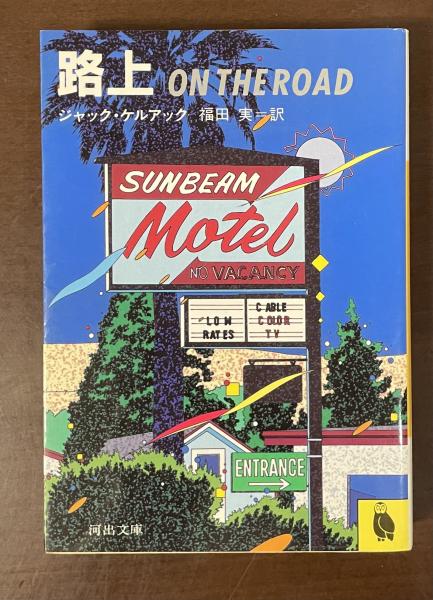 路上 ON THE ROAD
ジャック・ケルアック 福田 実＝訳
SUNBEAM
Motel
NO VACANCY
LOW
RATES
CABLE
COLOR
TV
ENTRANCE
河出文庫